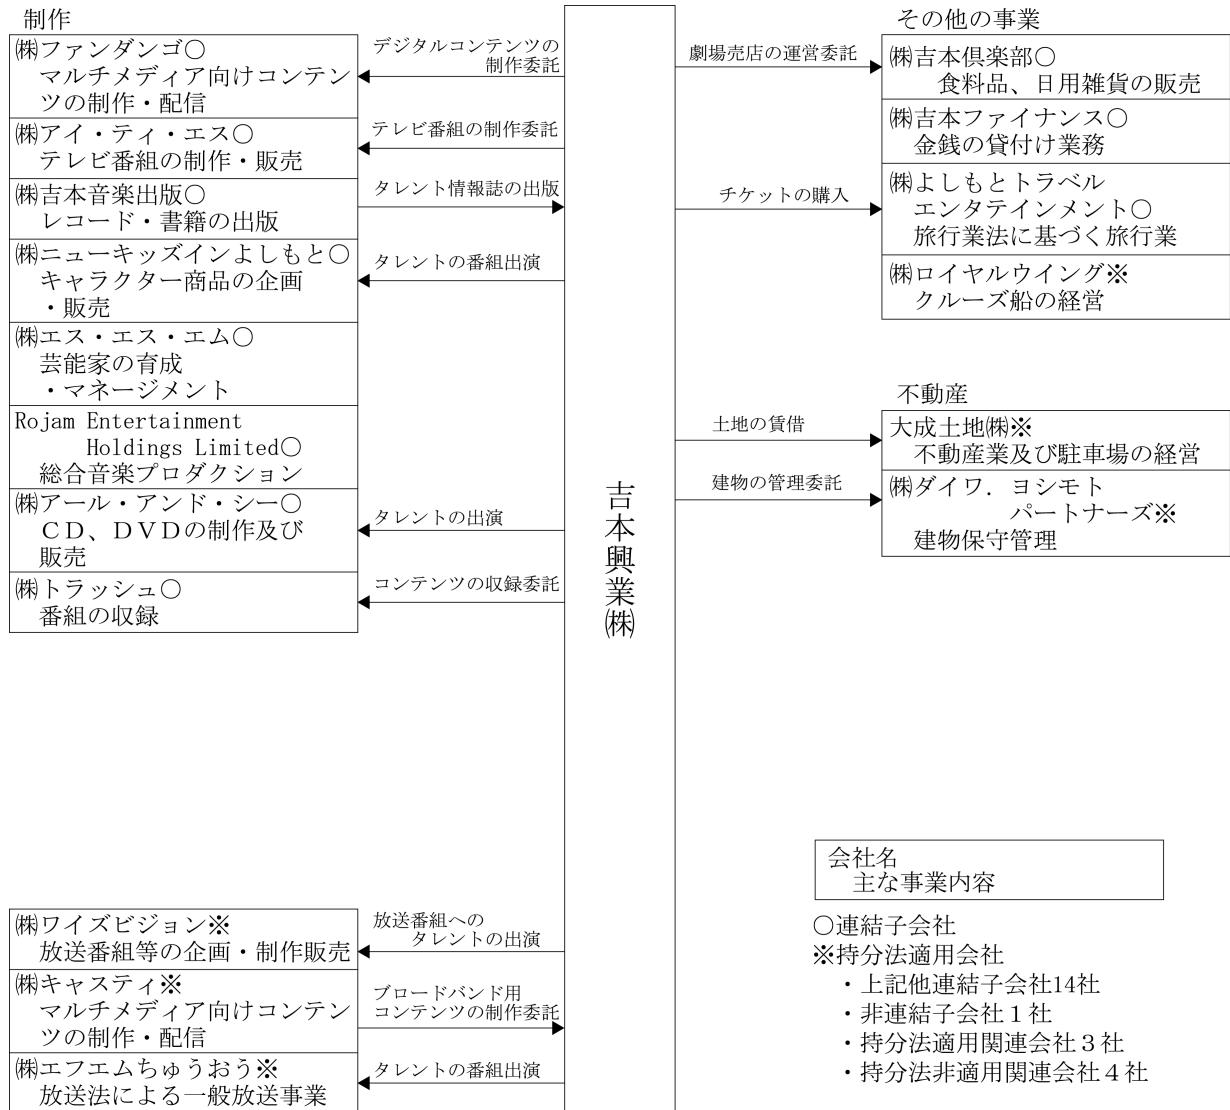 制作
㈱ファンダンゴ○
マルチメディア向けコンテン
ツの制作・配信
㈱アイ・ティ・エス○
テレビ番組の制作・販売
㈱吉本音楽出版○
レコード・書籍の出版
㈱ニューキッズインよしもと○
キャラクター商品の企画
・販売
㈱エス・エス・エム○
芸能家の育成
・マネージメント
Rojam Entertainment
Holdings Limited○
総合音楽プロダクション
㈱アール・アンド・シー○
ＣＤ、ＤＶＤの制作及び
販売
㈱トラッシュ○
番組の収録
㈱ワイズビジョン※
放送番組等の企画・制作販売
㈱キャスティ※
マルチメディア向けコンテン
ツの制作・配信
㈱エフエムちゅうおう※
放送法による一般放送事業
デジタルコンテンツの
制作委託
テレビ番組の制作委託
タレント情報誌の出版
タレントの番組出演
タレントの出演
コンテンツの収録委託
放送番組への
タレントの出演
ブロードバンド用
コンテンツの制作委託
タレントの番組出演
吉本興業㈱
劇場売店の運営委託
チケットの購入
土地の賃借
建物の管理委託
その他の事業
㈱吉本倶楽部○
食料品、日用雑貨の販売
㈱吉本ファイナンス○
金銭の貸付け業務
㈱よしもとトラベル
エンタテインメント○
旅行業法に基づく旅行業
㈱ロイヤルウイング※
クルーズ船の経営
不動産
大成土地㈱※
不動産業及び駐車場の経営
㈱ダイワ．ヨシモト
パートナーズ※
建物保守管理
会社名
主な事業内容
○連結子会社
※持分法適用会社
・上記他連結子会社14社
・非連結子会社１社
・持分法適用関連会社３社
・持分法非適用関連会社４社